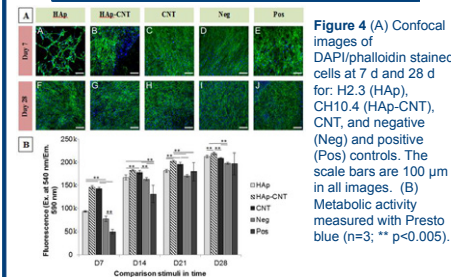 A
HAp
HAp-CNT
CNT
Neg
Pos
Day 7
A
B
C
D
E
Day 28
F
G
H
I
J
B
Fluorescence (Ex. at 540 nm/Em. 590 nm)
250k
200k
150k
100k
50k
0
**
**
**
**
**
**
**
**
**
**
HAp
HAp-CNT
CNT
Neg
Pos
D7
D14
D21
D28
Comparison stimuli in time
Figure 4 (A) Confocal
images of
DAPI/phalloidin stained
cells at 7 d and 28 d
for: H2.3 (HAp),
CH10.4 (HAp-CNT),
CNT, and negative
(Neg) and positive
(Pos) controls. The
scale bars are 100 µm
in all images. (B)
Metabolic activity
measured with Presto
blue (n=3; ** p<0.005).